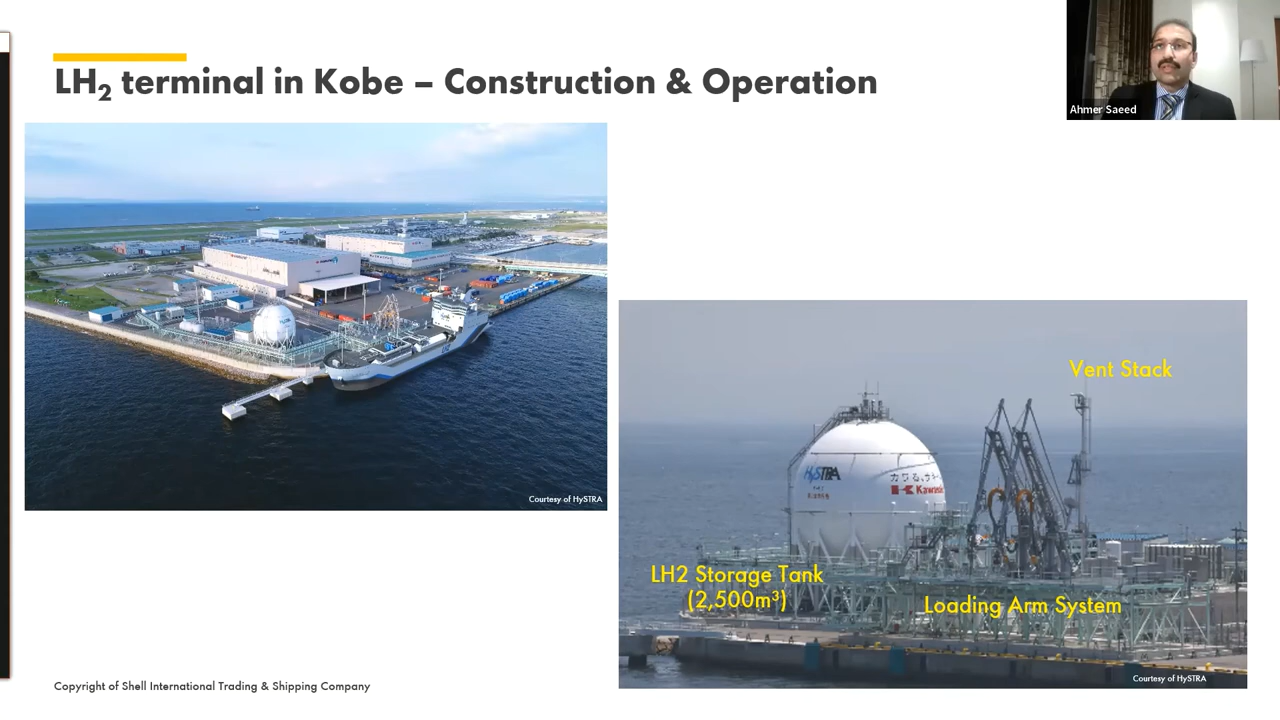 LH₂ terminal in Kobe – Construction & Operation
Ahmer Saeed
Courtesy of HySTRA
Vent Stack
HySTRA
Kawasaki
LH2 Storage Tank
(2,500m³)
Loading Arm System
Courtesy of HySTRA
Copyright of Shell International Trading & Shipping Company